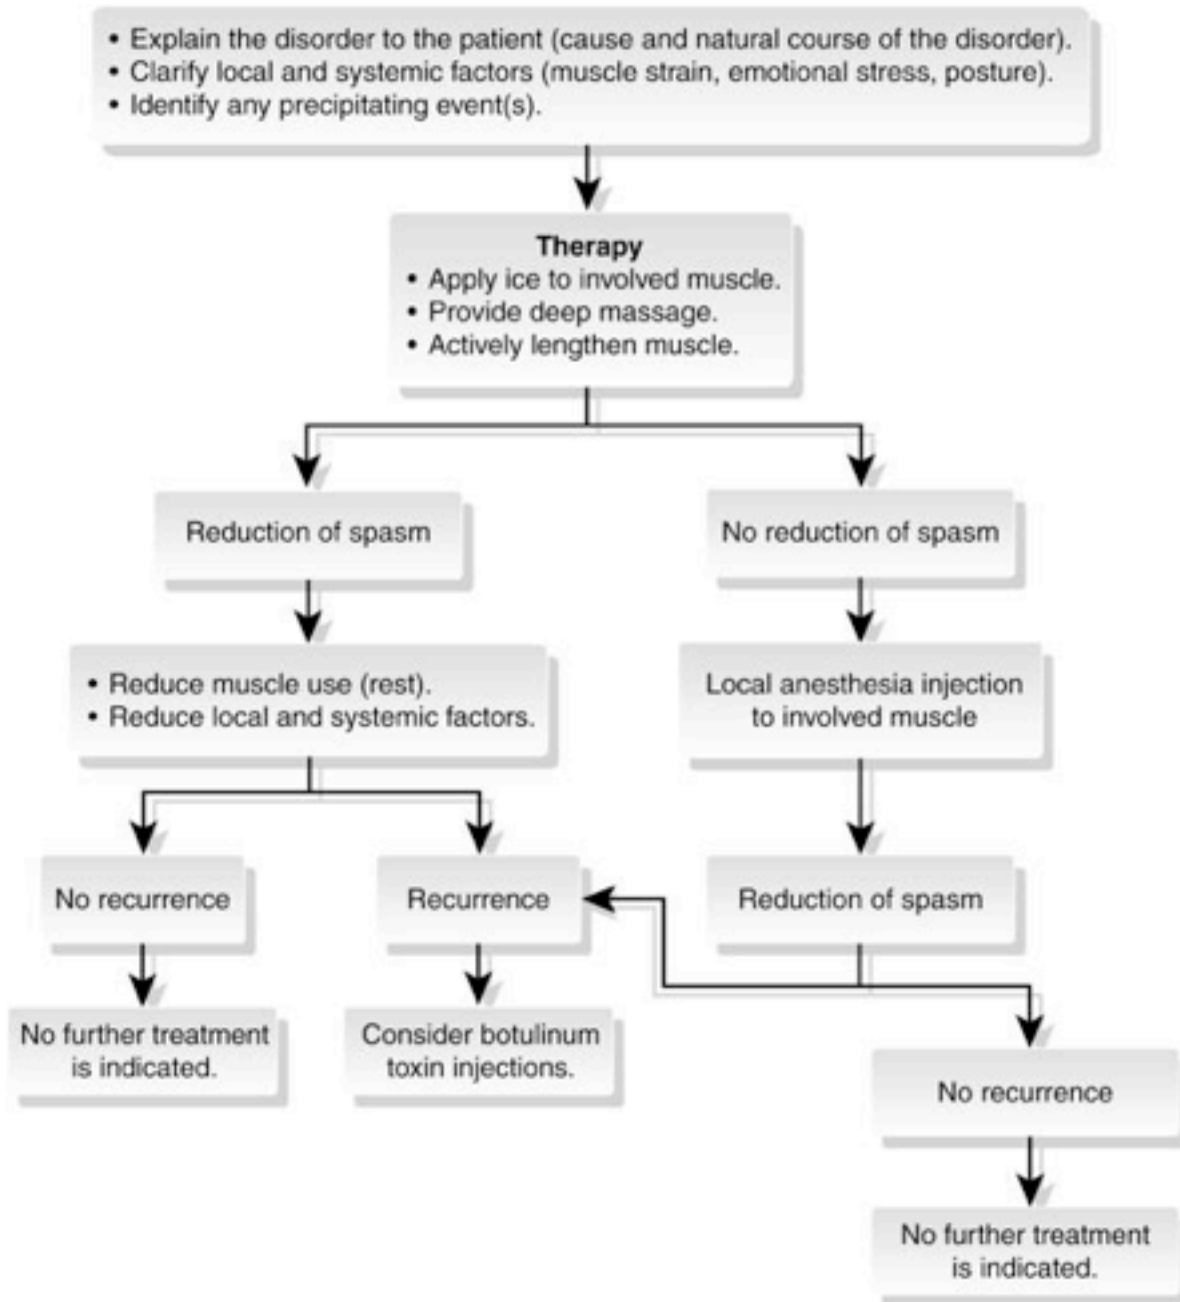 • Explain the disorder to the patient (cause and natural course of the disorder).
• Clarify local and systemic factors (muscle strain, emotional stress, posture).
• Identify any precipitating event(s).
Therapy
• Apply ice to involved muscle.
• Provide deep massage.
• Actively lengthen muscle.
Reduction of spasm
No reduction of spasm
• Reduce muscle use (rest).
• Reduce local and systemic factors.
Local anesthesia injection
to involved muscle
No recurrence
Recurrence
Reduction of spasm
No further treatment
is indicated.
Consider botulinum
toxin injections.
No recurrence
No further treatment
is indicated.